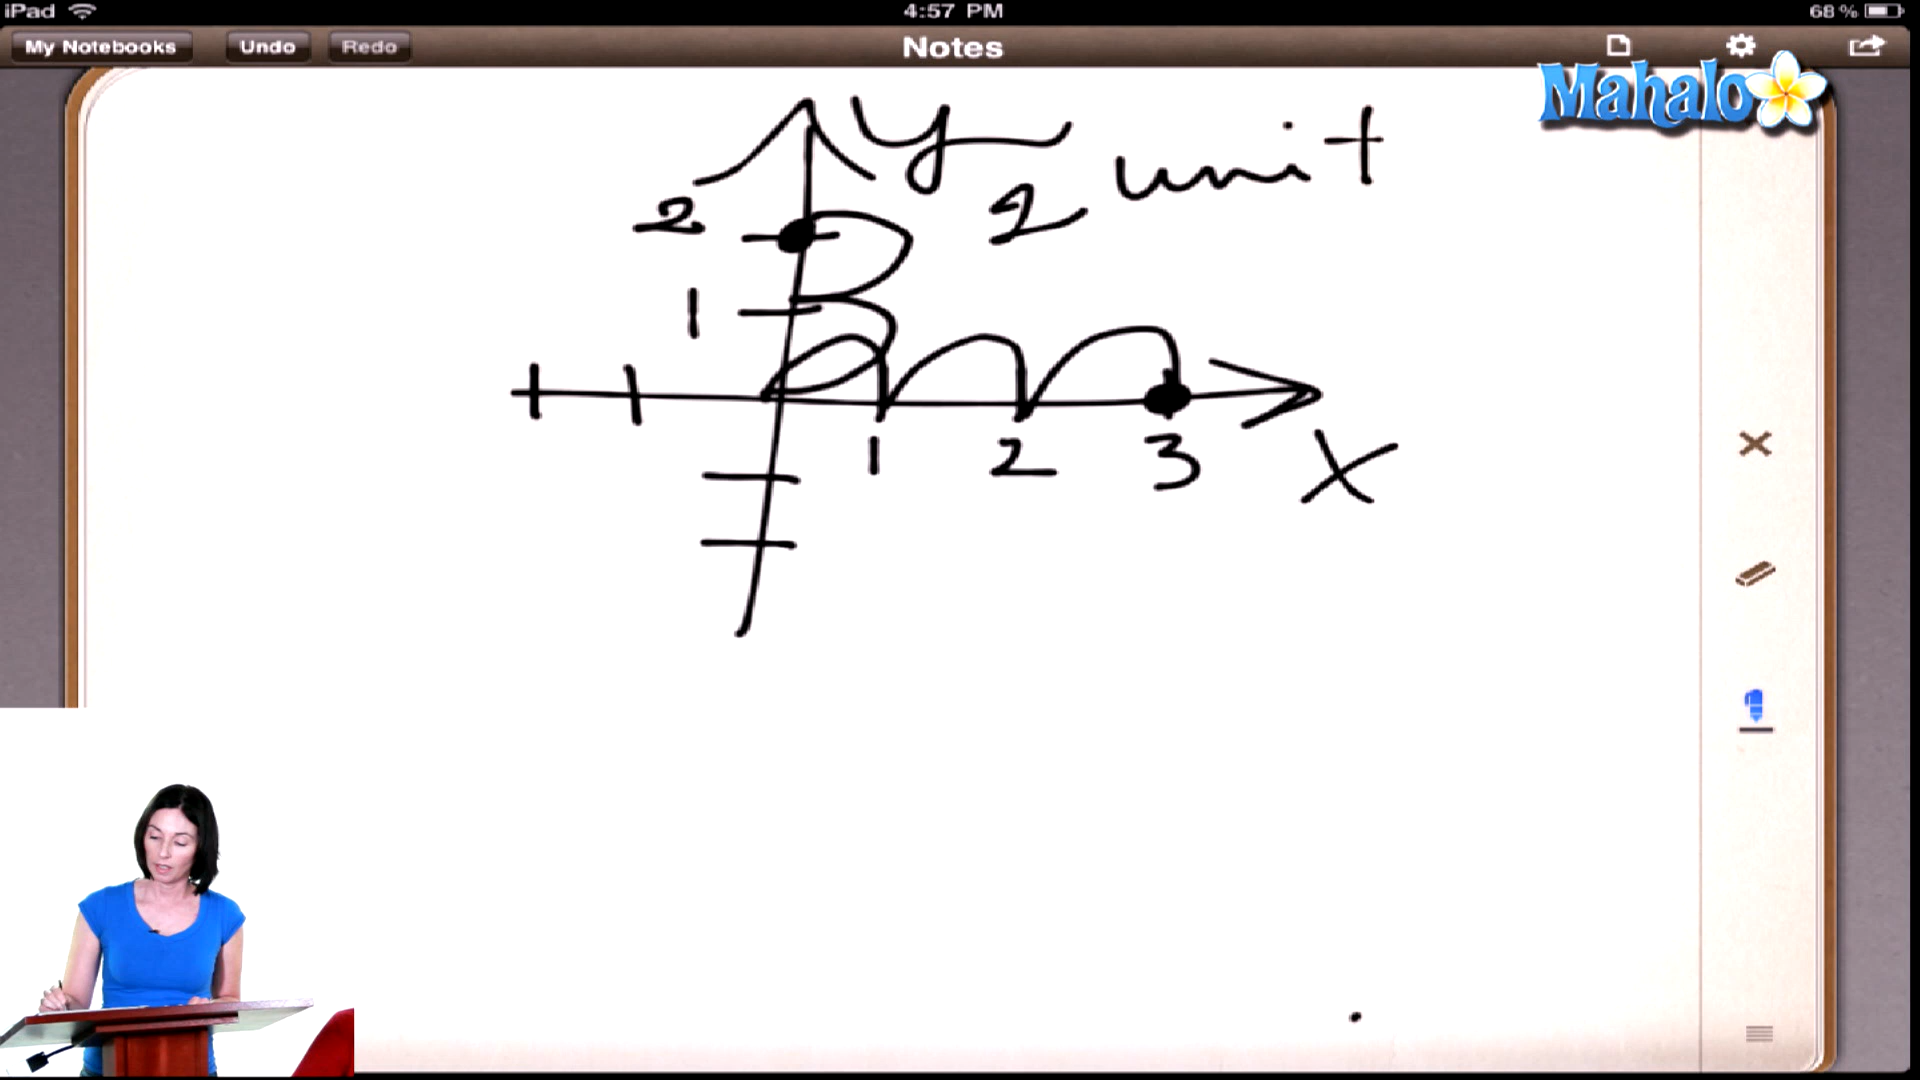 iPad 4:57 PM 68 %
My Notebooks Undo Redo Notes
Mahalo
y
2 unit
2
1
1 2 3
x